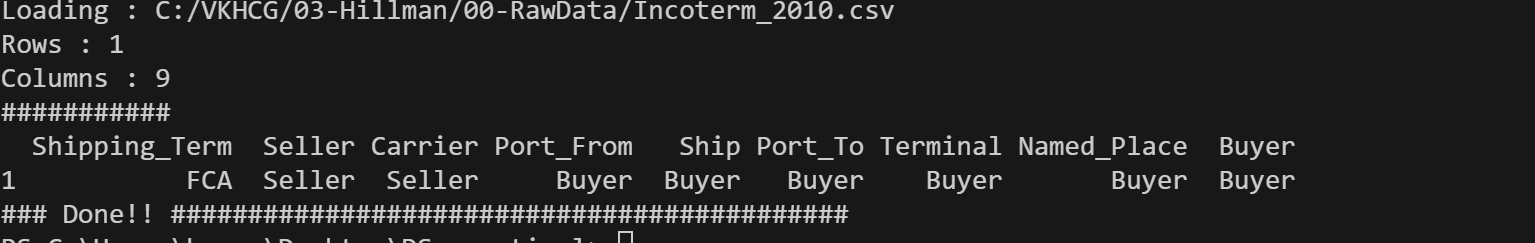 Loading : C:/VKHCG/03-Hillman/00-RawData/Incoterm_2010.csv
Rows : 1
Columns : 9
###########
Shipping_Term Seller Carrier Port_From Ship Port_To Terminal Named_Place Buyer
1 FCA Seller Seller Buyer Buyer Buyer Buyer Buyer Buyer
### Done!! ############################################